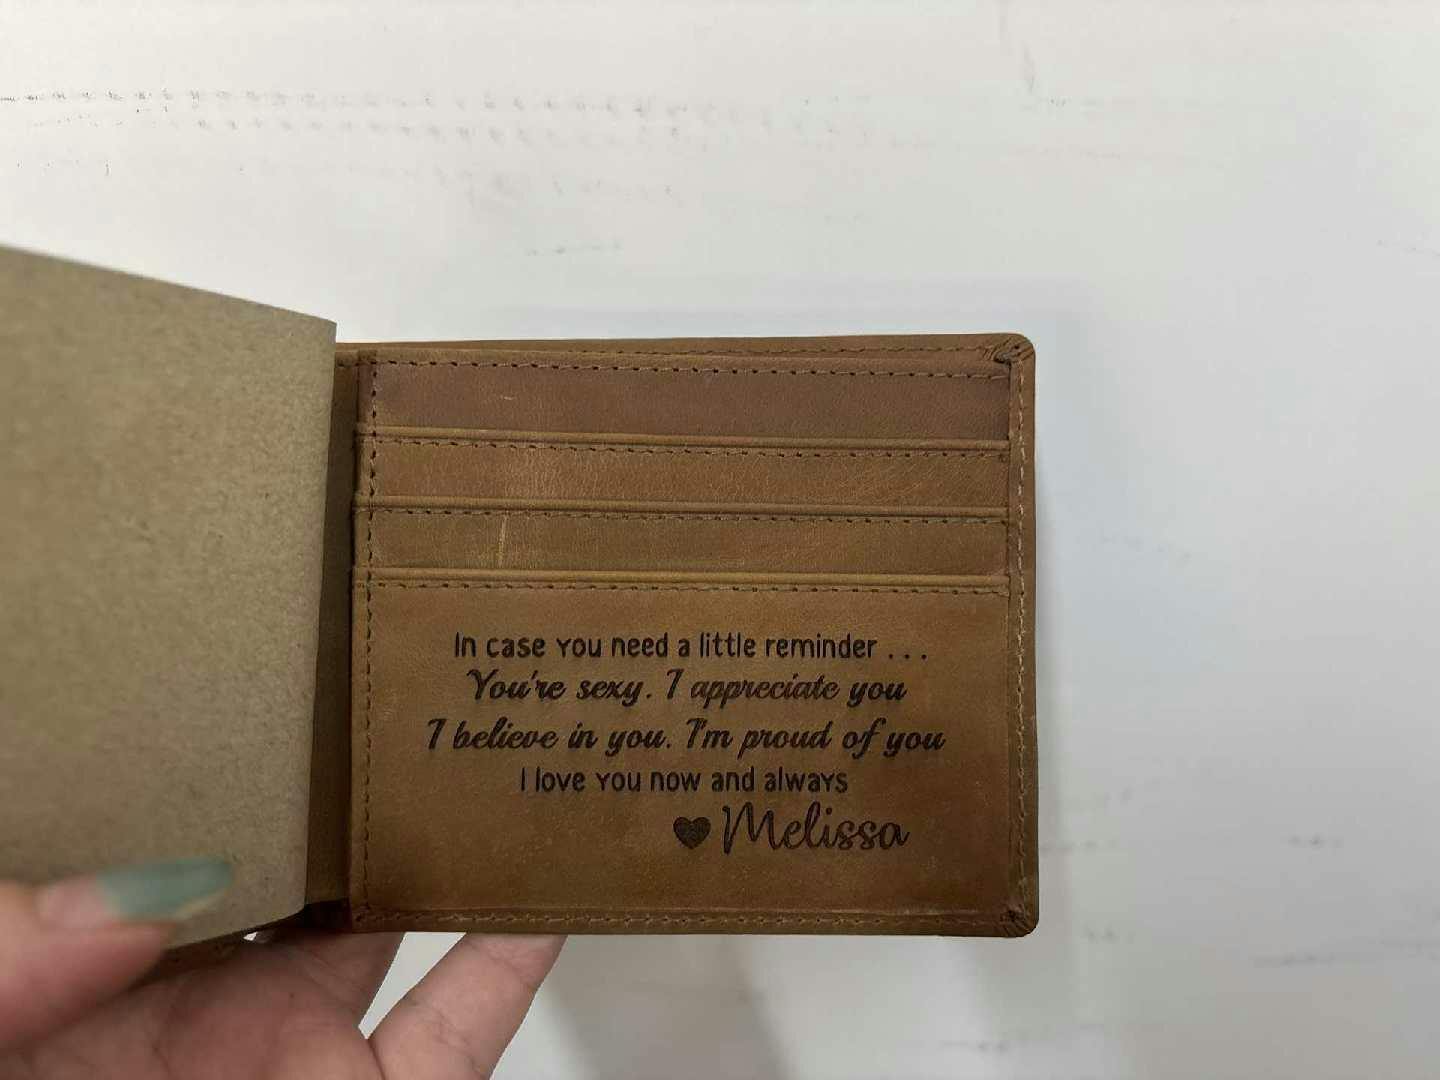 In case you need a little reminder . . .
You're sexy. I appreciate you
I believe in you. I'm proud of you
I love you now and always
♥ Melissa